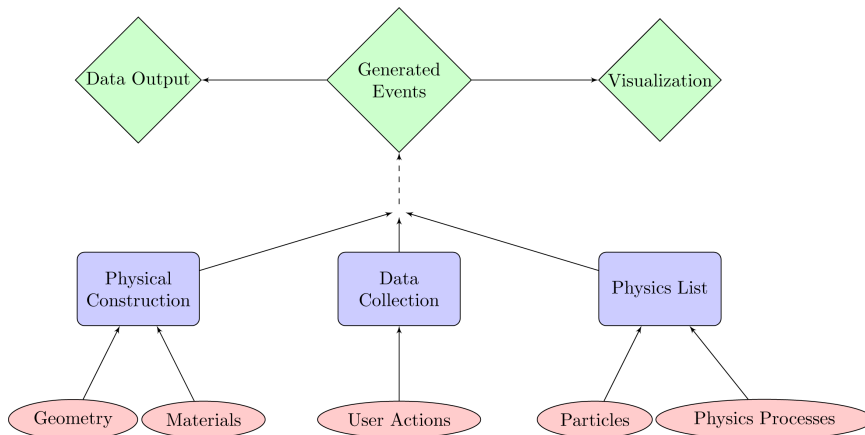 Data Output
Generated
Events
Visualization
Physical
Construction
Data
Collection
Physics List
Geometry
Materials
User Actions
Particles
Physics Processes